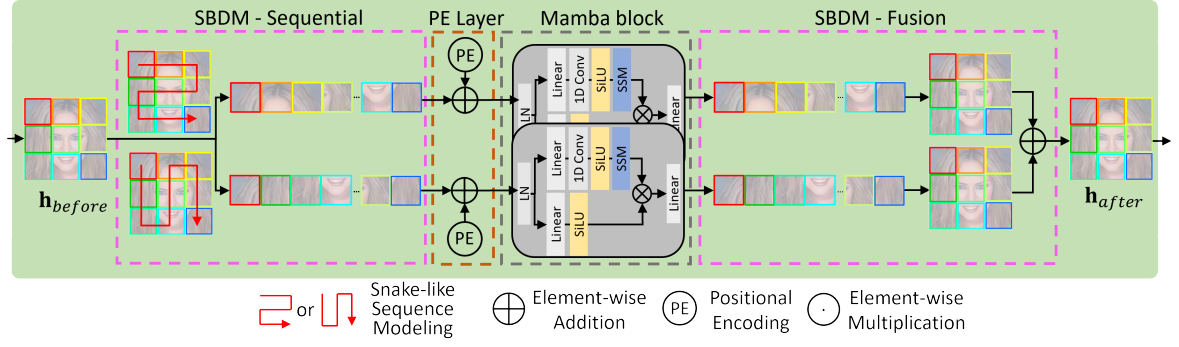 SBDM - Sequential
PE Layer
Mamba block
SBDM - Fusion
PE
Linear
1D Conv
SiLU
SSM
LN
Linear
Linear
1D Conv
SiLU
SSM
LN
Linear
SiLU
Linear
PE
h_before
h_after
or
Snake-like
Sequence
Modeling
Element-wise
Addition
PE
Positional
Encoding
Element-wise
Multiplication